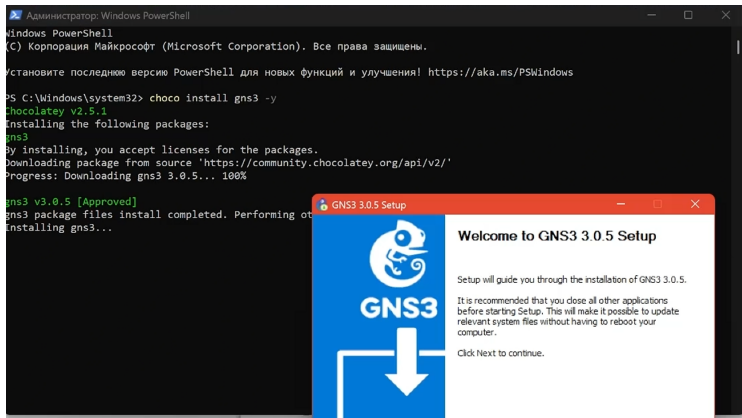 Администратор: Windows PowerShell
Windows PowerShell
(С) Корпорация Майкрософт (Microsoft Corporation). Все права защищены.
Установите последнюю версию PowerShell для новых функций и улучшения! https://aka.ms/PSWindows
PS C:\Windows\system32> choco install gns3 -y
Chocolatey v2.5.1
Installing the following packages:
gns3
By installing, you accept licenses for the packages.
Downloading package from source 'https://community.chocolatey.org/api/v2/'
Progress: Downloading gns3 3.0.5... 100%
gns3 v3.0.5 [Approved]
gns3 package files install completed. Performing ot
Installing gns3...
GNS3 3.0.5 Setup
GNS3
Welcome to GNS3 3.0.5 Setup
Setup will guide you through the installation of GNS3 3.0.5.
It is recommended that you close all other applications
before starting Setup. This will make it possible to update
relevant system files without having to reboot your
computer.
Click Next to continue.